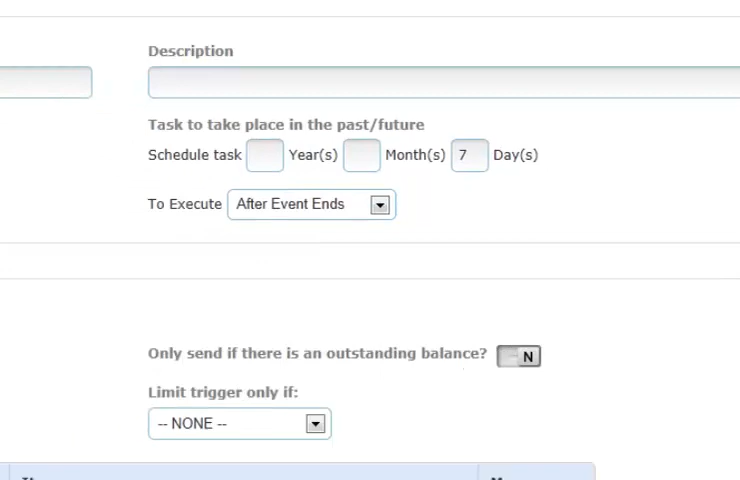 Description
Task to take place in the past/future
Schedule task Year(s) Month(s) 7 Day(s)
To Execute After Event Ends
Only send if there is an outstanding balance? N
Limit trigger only if:
-- NONE --